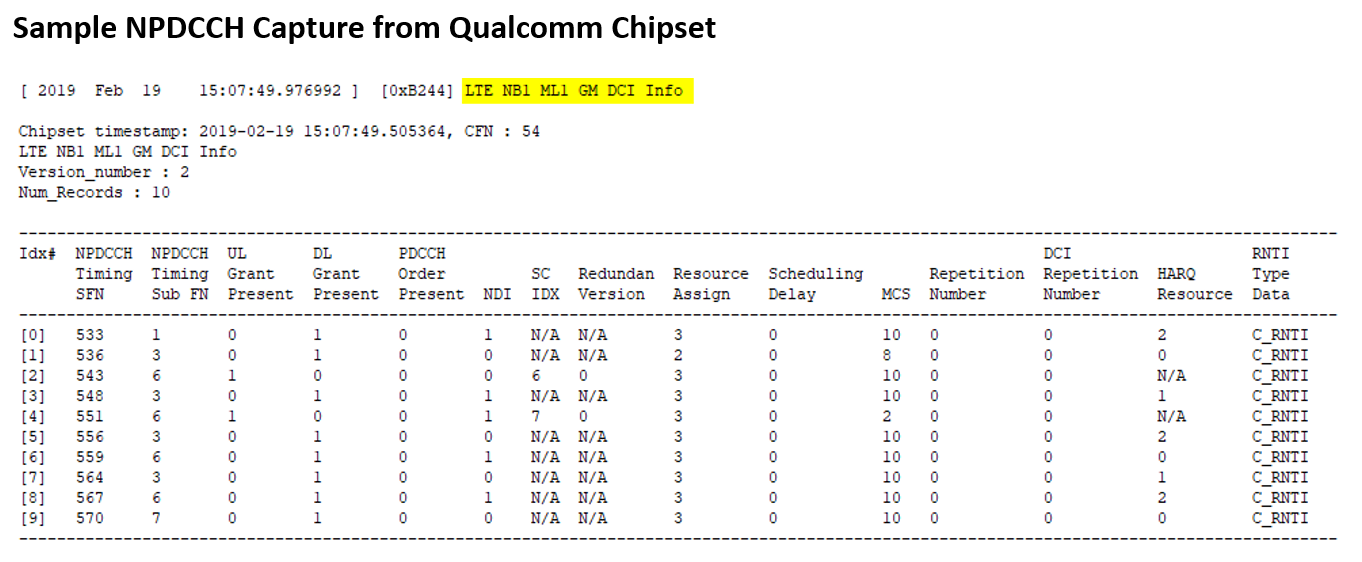 Sample NPDCCH Capture from Qualcomm Chipset
[ 2019 Feb 19 15:07:49.976992 ] [0xB244] LTE NB1 ML1 GM DCI Info
Chipset timestamp: 2019-02-19 15:07:49.505364, CFN : 54
LTE NB1 ML1 GM DCI Info
Version_number : 2
Num_Records : 10
--------------------------------------------------------------------------------
Idx# NPDCCH NPDCCH UL DL PDCCH DCI RNTI
Timing Timing Grant Grant Order SC Redundan Resource Scheduling Repetition Repetition HARQ Type
SFN Sub FN Present Present Present NDI IDX Version Assign Delay MCS Number Number Resource Data
--------------------------------------------------------------------------------
[0] 533 1 0 1 0 1 N/A N/A 3 0 10 0 0 2 C_RNTI
[1] 536 3 0 1 0 0 N/A N/A 2 0 8 0 0 0 C_RNTI
[2] 543 6 1 0 0 0 6 0 3 0 10 0 0 N/A C_RNTI
[3] 548 3 0 1 0 1 N/A N/A 3 0 10 0 0 1 C_RNTI
[4] 551 6 1 0 0 1 7 0 3 0 2 0 0 N/A C_RNTI
[5] 556 3 0 1 0 0 N/A N/A 3 0 10 0 0 2 C_RNTI
[6] 559 6 0 1 0 1 N/A N/A 3 0 10 0 0 0 C_RNTI
[7] 564 3 0 1 0 0 N/A N/A 3 0 10 0 0 1 C_RNTI
[8] 567 6 0 1 0 1 N/A N/A 3 0 10 0 0 2 C_RNTI
[9] 570 7 0 1 0 0 N/A N/A 3 0 10 0 0 0 C_RNTI
--------------------------------------------------------------------------------